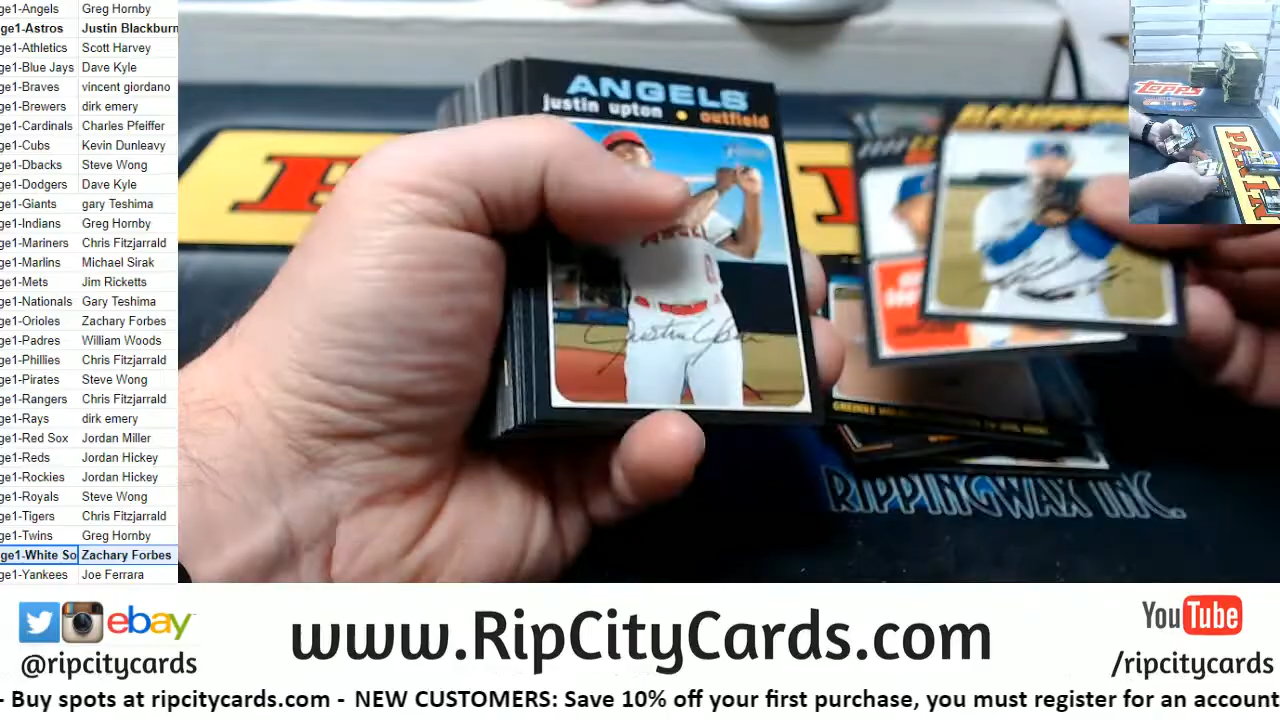 ge1-Angels Greg Hornby
ge1-Astros Justin Blackburn
ge1-Athletics Scott Harvey
ge1-Blue Jays Dave Kyle
ge1-Braves vincent giordano
ge1-Brewers dirk emery
ge1-Cardinals Charles Pfeiffer
ge1-Cubs Kevin Dunleavy
ge1-Dbacks Steve Wong
ge1-Dodgers Dave Kyle
ge1-Giants gary Teshima
ge1-Indians Greg Hornby
ge1-Mariners Chris Fitzjarrald
ge1-Marlins Michael Sirak
ge1-Mets Jim Ricketts
ge1-Nationals Gary Teshima
ge1-Orioles Zachary Forbes
ge1-Padres William Woods
ge1-Phillies Chris Fitzjarrald
ge1-Pirates Steve Wong
ge1-Rangers Chris Fitzjarrald
ge1-Rays dirk emery
ge1-Red Sox Jordan Miller
ge1-Reds Jordan Hickey
ge1-Rockies Jordan Hickey
ge1-Royals Steve Wong
ge1-Tigers Chris Fitzjarrald
ge1-Twins Greg Hornby
ge1-White So Zachary Forbes
ge1-Yankees Joe Ferrara
ANGELS
justin upton • outfield
Justin Upton
topps
RIPPINGWAX INC.
ebay
@ripcitycards
www.RipCityCards.com
YouTube
/ripcitycards
- Buy spots at ripcitycards.com - NEW CUSTOMERS: Save 10% off your first purchase, you must register for an account